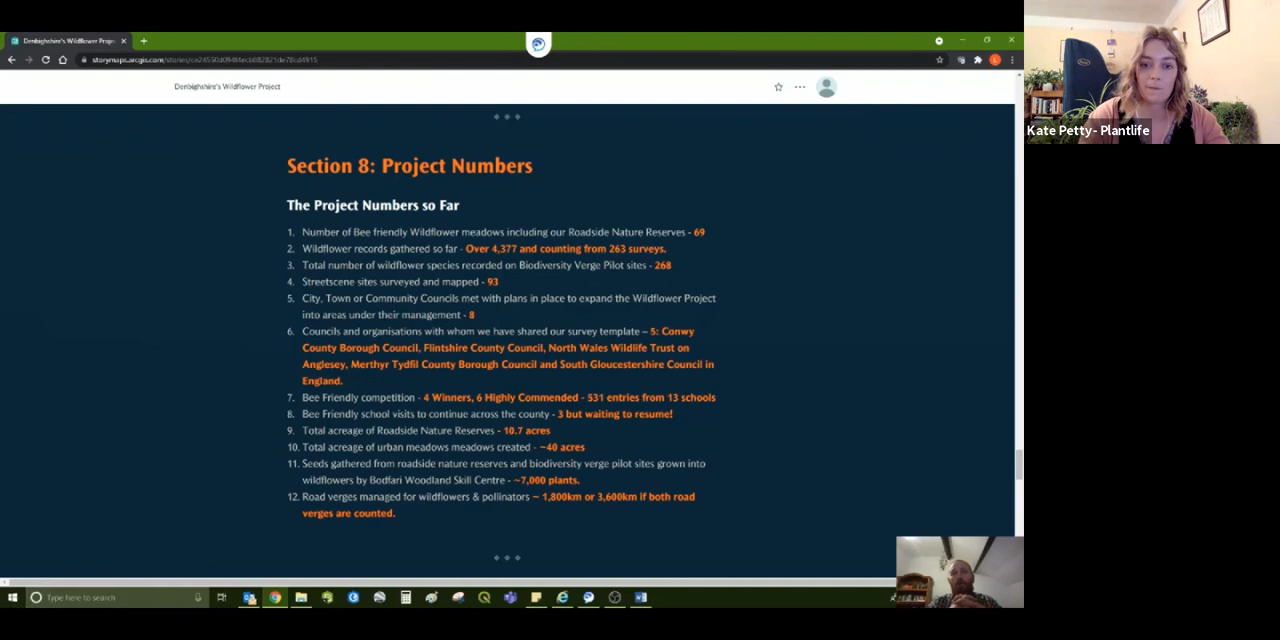 Denbighshire's Wildflower Proje
Denbighshire's Wildflower Project
Section 8: Project Numbers
The Project Numbers so Far
1. Number of Bee friendly Wildflower meadows including our Roadside Nature Reserves - 69
2. Wildflower records gathered so far - Over 4,377 and counting from 263 surveys.
3. Total number of wildflower species recorded on Biodiversity Verge Pilot sites - 268
4. Streetscene sites surveyed and mapped - 93
5. City, Town or Community Councils met with plans in place to expand the Wildflower Project
into areas under their management - 8
6. Councils and organisations with whom we have shared our survey template – 5: Conwy
County Borough Council, Flintshire County Council, North Wales Wildlife Trust on
Anglesey, Merthyr Tydfil County Borough Council and South Gloucestershire Council in
England.
7. Bee Friendly competition - 4 Winners, 6 Highly Commended - 531 entries from 13 schools
8. Bee Friendly school visits to continue across the county - 3 but waiting to resume!
9. Total acreage of Roadside Nature Reserves - 10.7 acres
10. Total acreage of urban meadows meadows created - ~40 acres
11. Seeds gathered from roadside nature reserves and biodiversity verge pilot sites grown into
wildflowers by Bodfari Woodland Skill Centre - ~7,000 plants.
12. Road verges managed for wildflowers & pollinators ~ 1,800km or 3,600km if both road
verges are counted.
Type here to search
Kate Petty - Plantlife